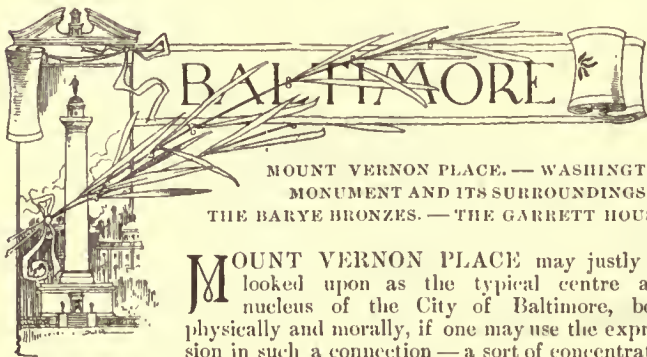 BALTIMORE
MOUNT VERNON PLACE. — WASHINGT
MONUMENT AND ITS SURROUNDINGS
THE BARYE BRONZES. — THE GARRETT HOUS
MOUNT VERNON PLACE may justly
looked upon as the typical centre a
nucleus of the City of Baltimore, b
physically and morally, if one may use the expr
sion in such a connection — a sort of concentrat